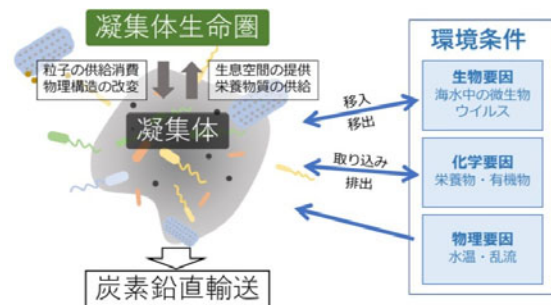 凝集体生命圏
粒子の供給消費
物理構造の改変
生息空間の提供
栄養物質の供給
凝集体
炭素鉛直輸送
移入
移出
取り込み
排出
環境条件
生物要因
海水中の微生物
ウイルス
化学要因
栄養物・有機物
物理要因
水温・乱流